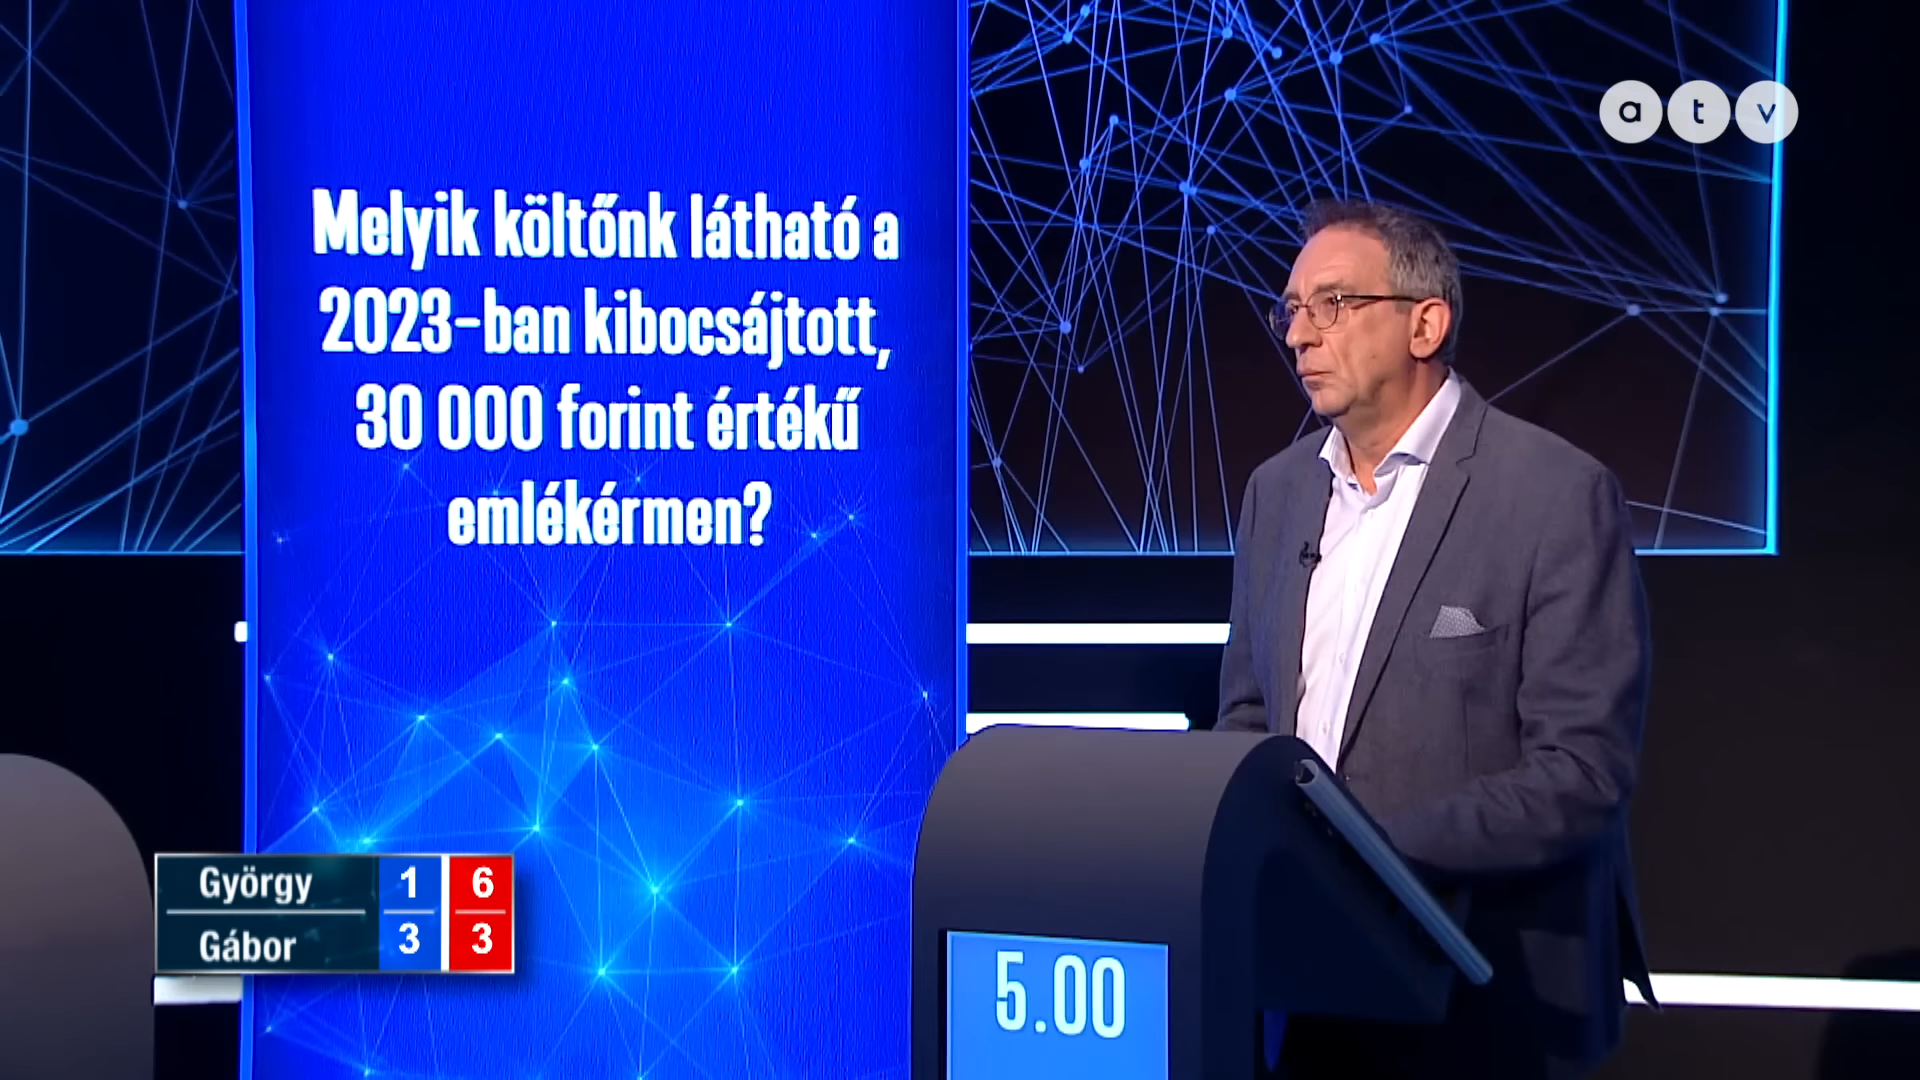 atv
Melyik költőnk látható a
2023-ban kibocsájtott,
30 000 forint értékű
emlékérmen?
György 1 6
Gábor 3 3
5.00